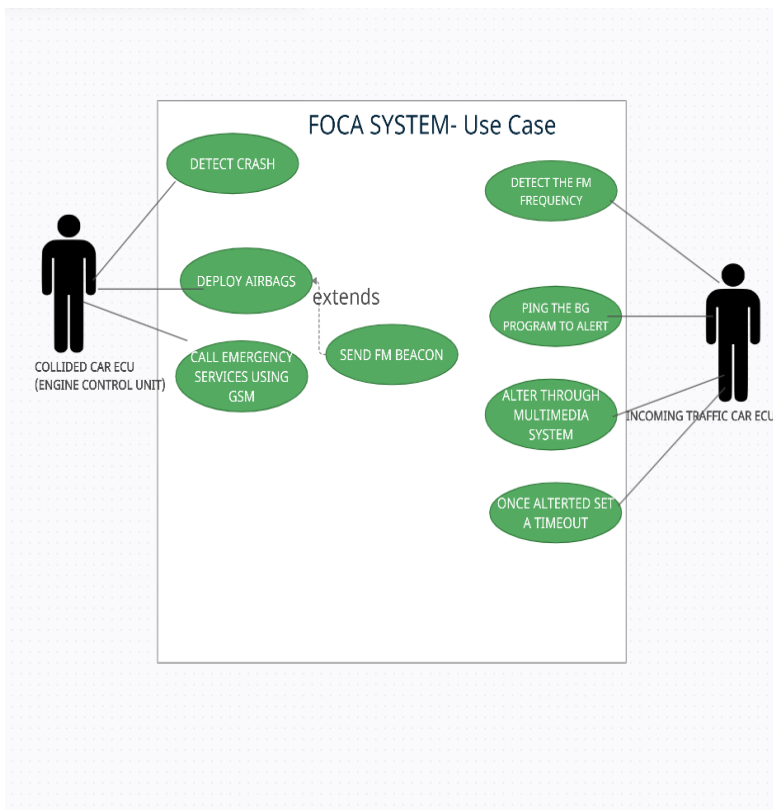 FOCA SYSTEM- Use Case
DETECT CRASH
DETECT THE FM
FREQUENCY
DEPLOY AIRBAGS
extends
PING THE BG
PROGRAM TO ALERT
SEND FM BEACON
CALL EMERGENCY
SERVICES USING
GSM
COLLIDED CAR ECU
(ENGINE CONTROL UNIT)
ALTER THROUGH
MULTIMEDIA
SYSTEM
INCOMING TRAFFIC CAR ECU
ONCE ALTERTED SET
A TIMEOUT